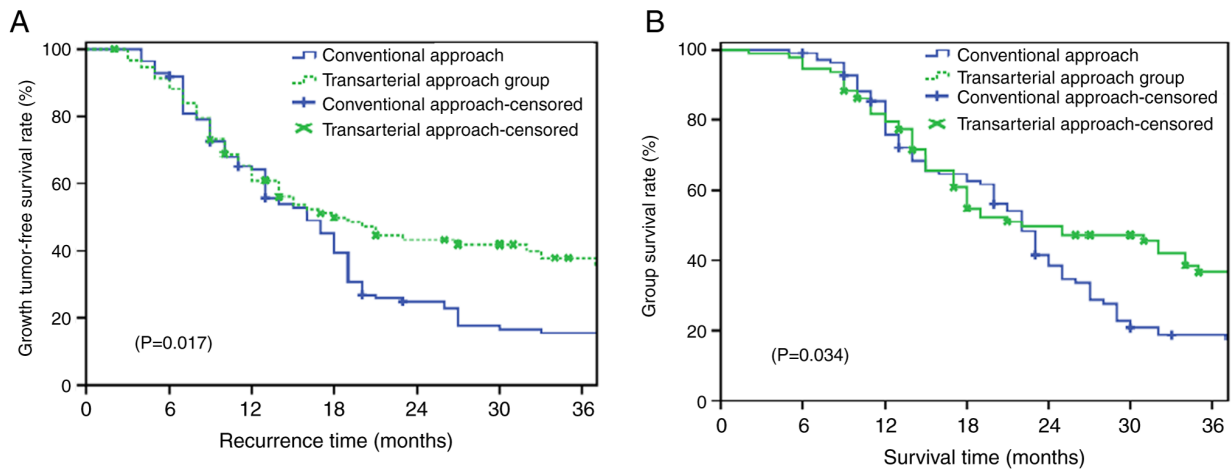 A
Growth tumor-free survival rate (%)
100
80
60
40
20
0
Conventional approach
Transarterial approach group
Conventional approach-censored
Transarterial approach-censored
(P=0.017)
0 6 12 18 24 30 36
Recurrence time (months)
B
Group survival rate (%)
100
80
60
40
20
0
Conventional approach
Transarterial approach group
Conventional approach-censored
Transarterial approach-censored
(P=0.034)
0 6 12 18 24 30 36
Survival time (months)